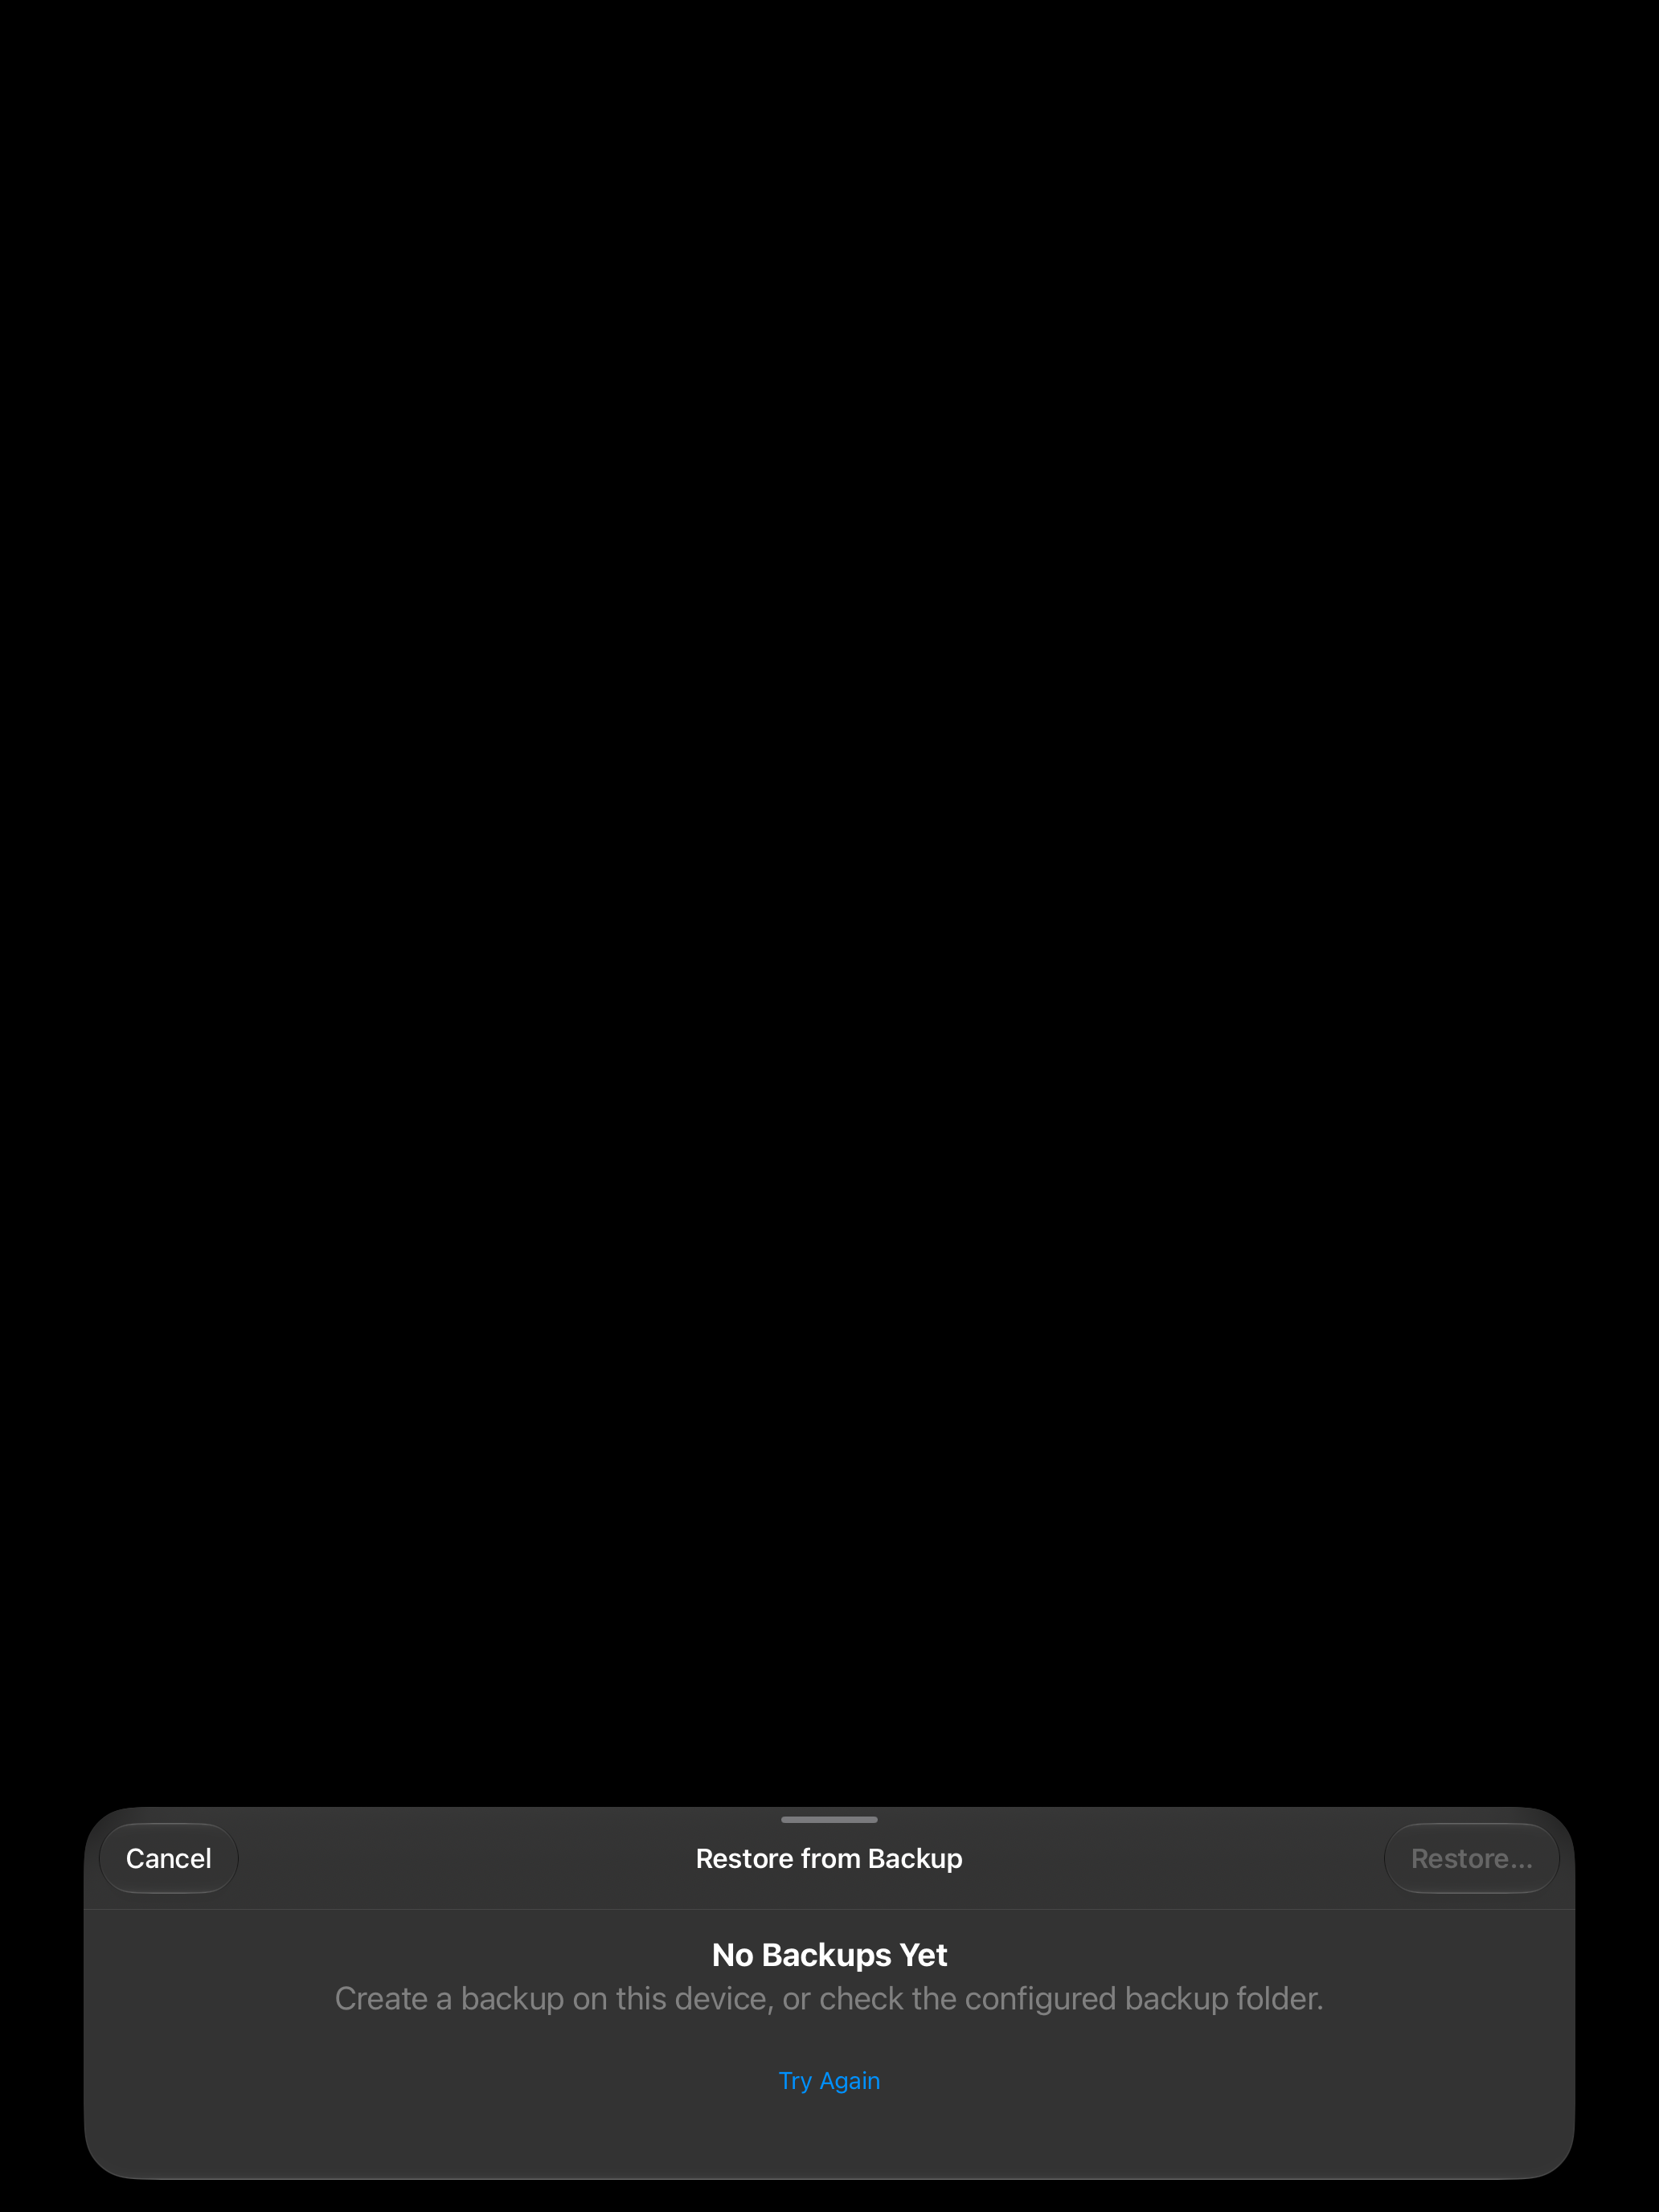 Cancel
Restore from Backup
Restore...
No Backups Yet
Create a backup on this device, or check the configured backup folder.
Try Again